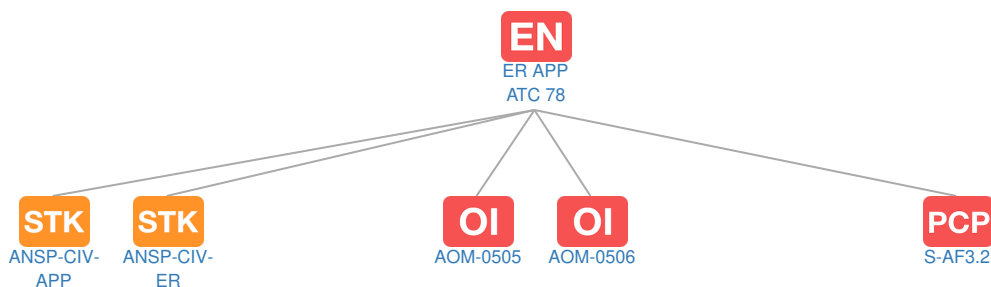 EN
ER APP
ATC 78
STK
STK
OI
OI
PCP
ANSP-CIV-
APP
ANSP-CIV-
ER
AOM-0505
AOM-0506
S-AF3.2